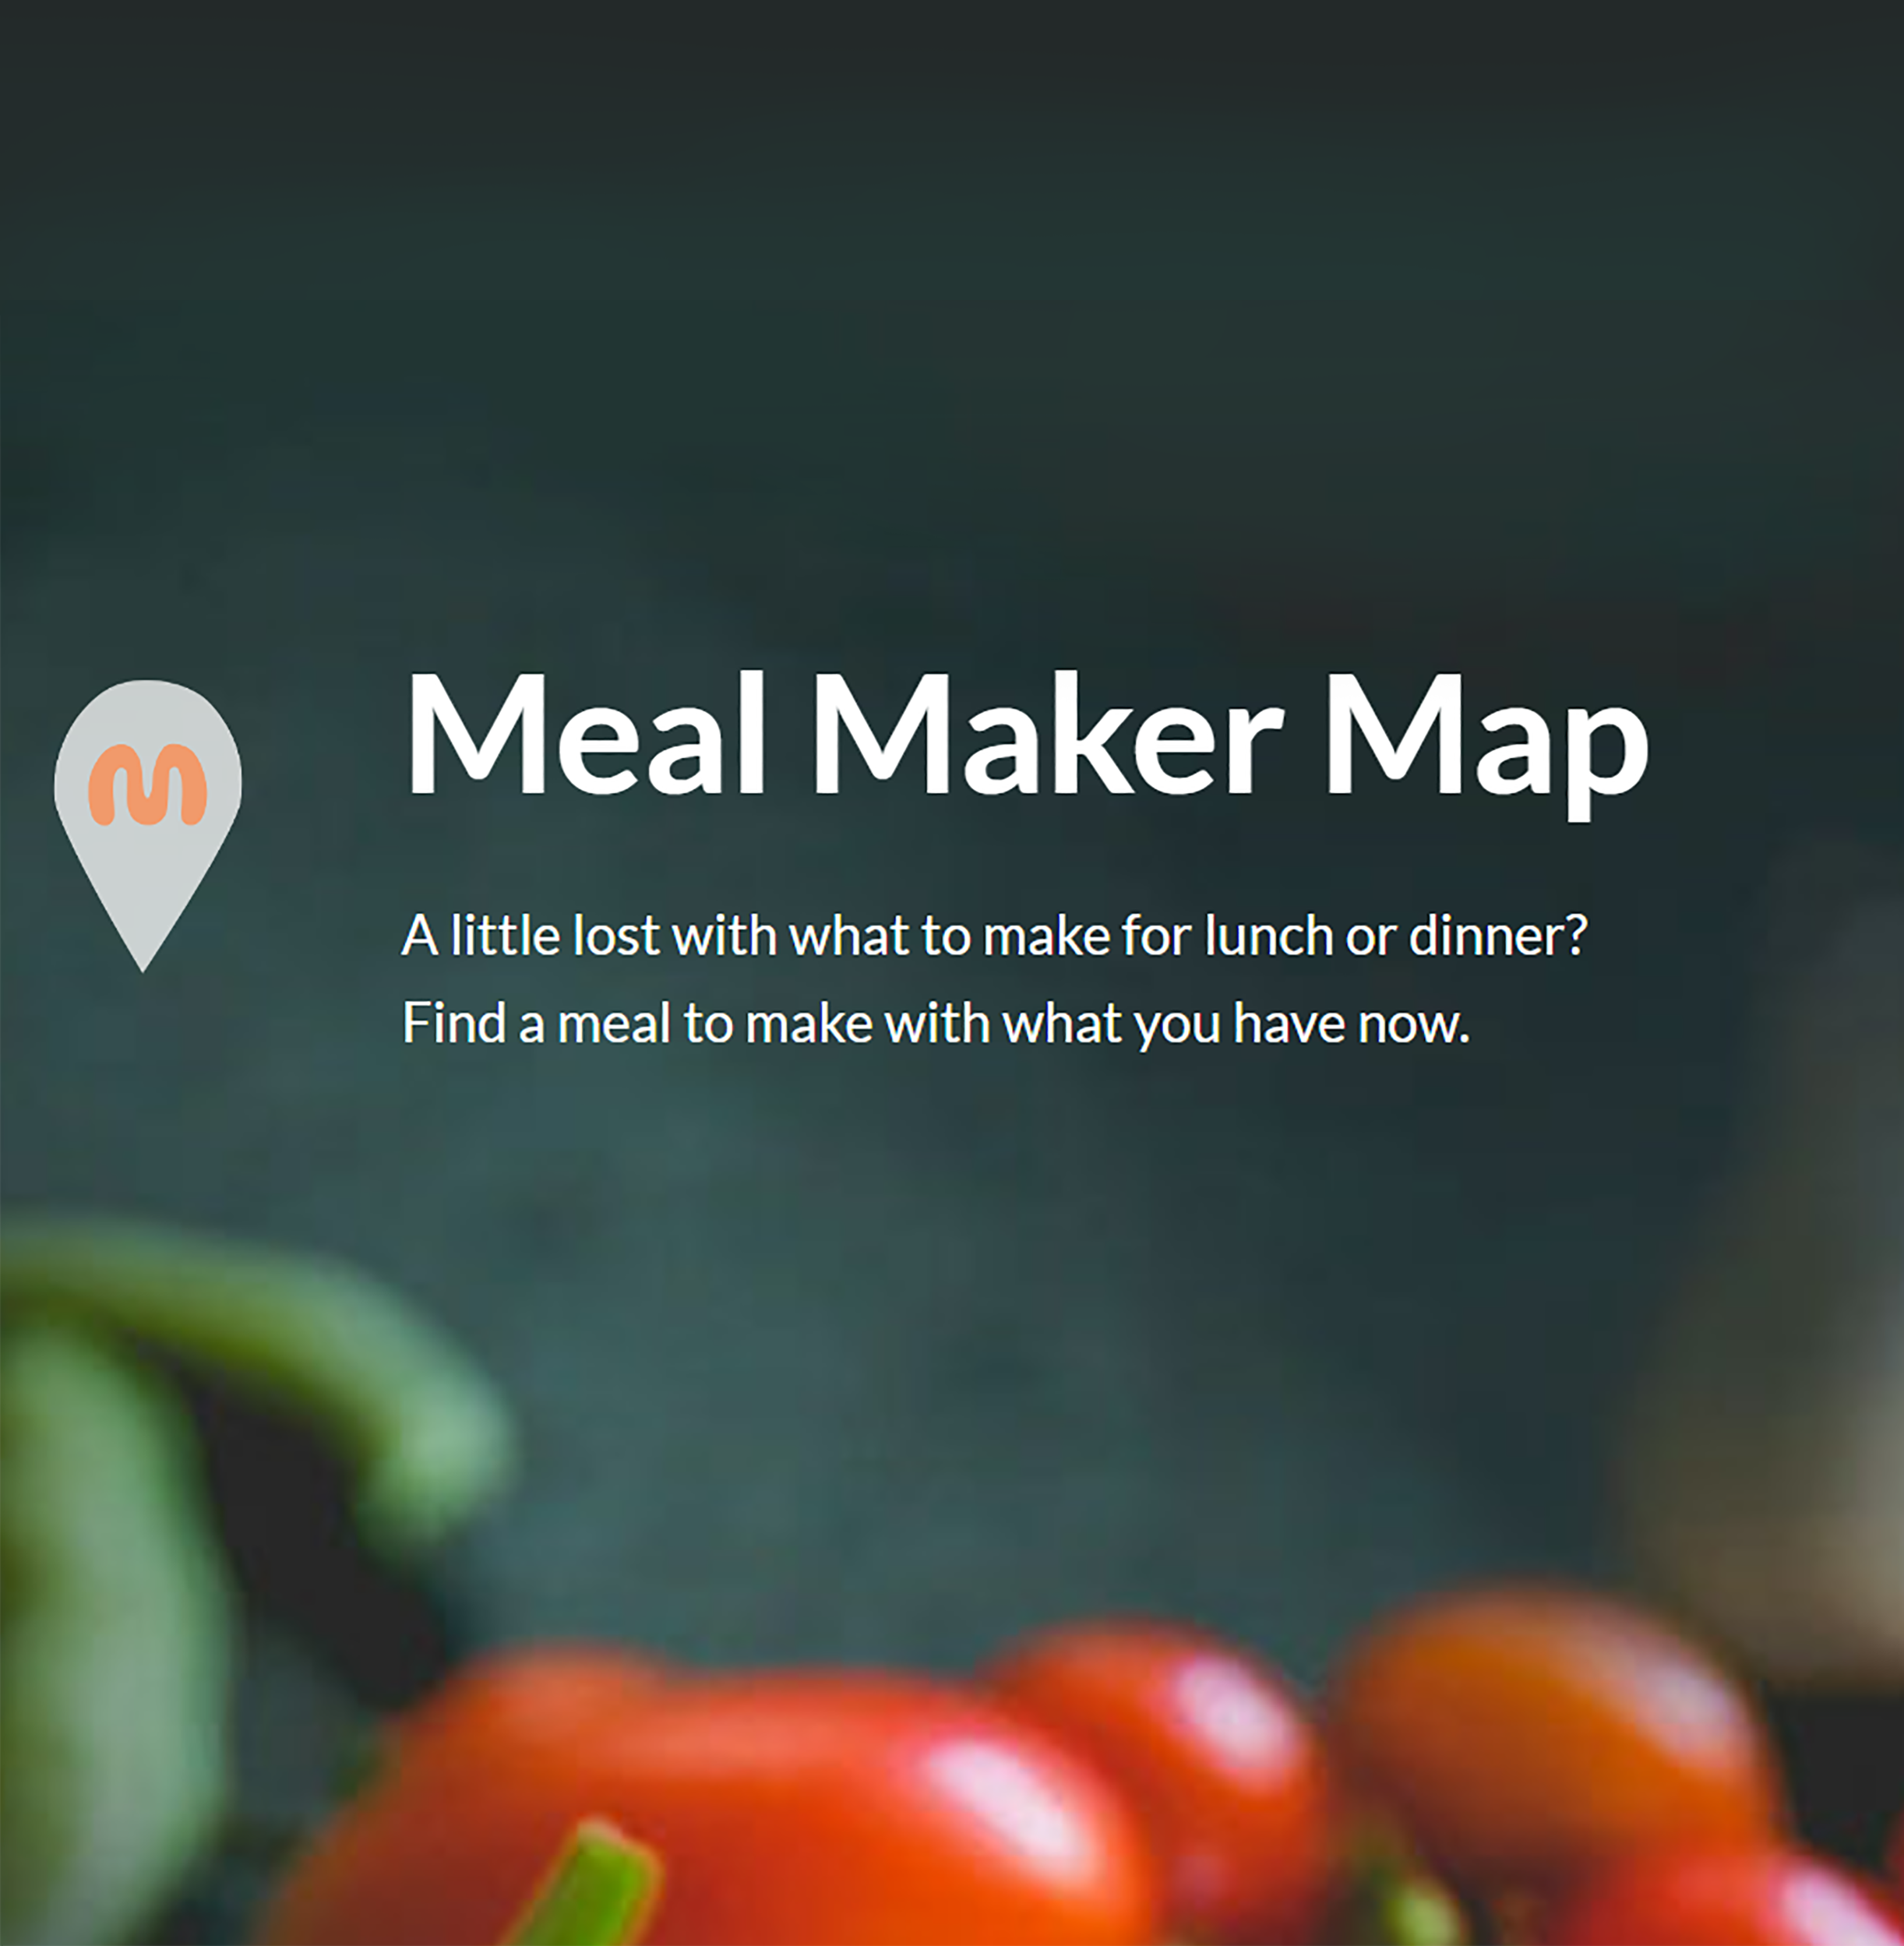 M
Meal Maker Map
A little lost with what to make for lunch or dinner?
Find a meal to make with what you have now.